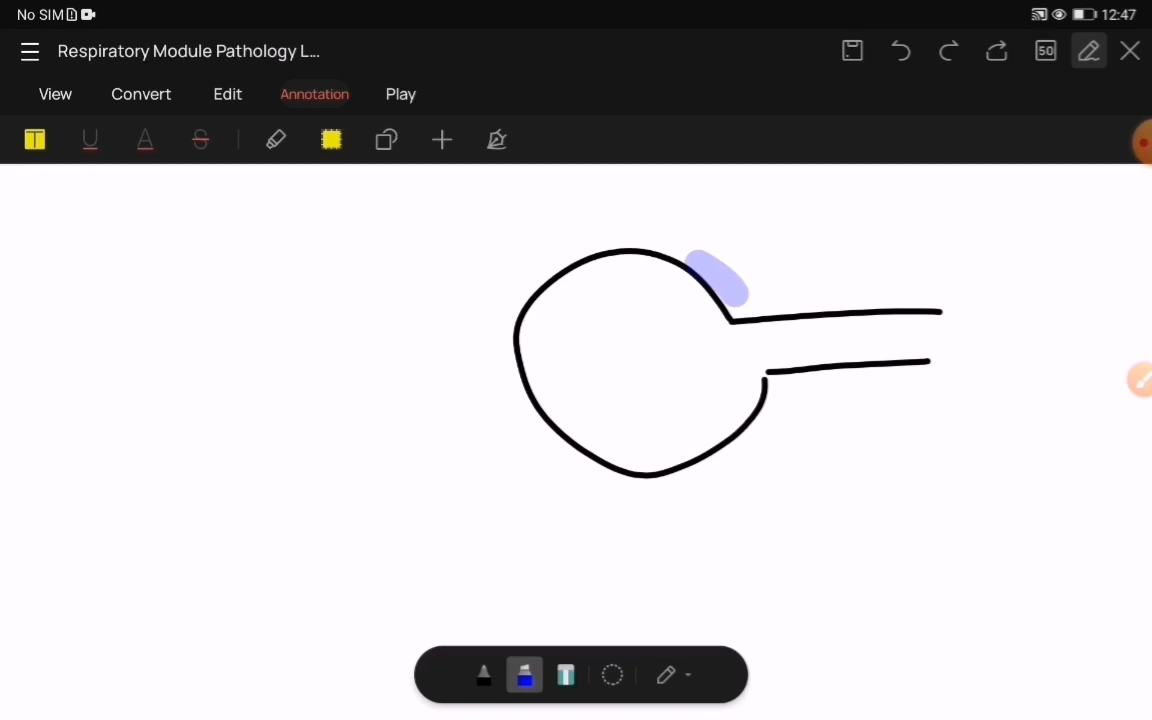 No SIM 12:47
Respiratory Module Pathology L... 50
View Convert Edit Annotation Play
T U A S